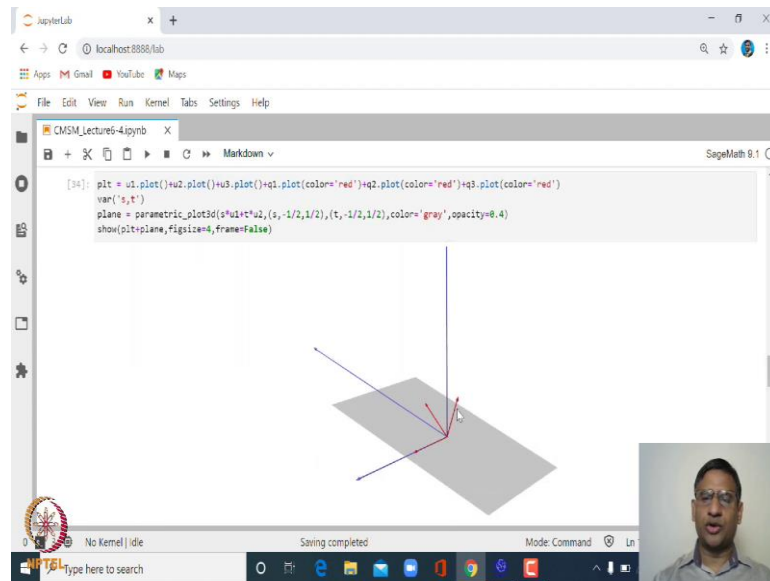 JupyterLab
localhost:8888/lab
Apps Gmail YouTube Maps
File Edit View Run Kernel Tabs Settings Help
CMSM_Lecture6-4.ipynb X
Markdown SageMath 9.1
[34]: plt = u1.plot()+u2.plot()+u3.plot()+q1.plot(color='red')+q2.plot(color='red')+q3.plot(color='red')
var('s,t')
plane = parametric_plot3d(s*u1+t*u2,(s,-1/2,1/2),(t,-1/2,1/2),color='gray',opacity=0.4)
show(plt+plane,figsize=4,frame=False)
No Kernel | Idle Saving completed Mode: Command Ln
NPTEL Type here to search